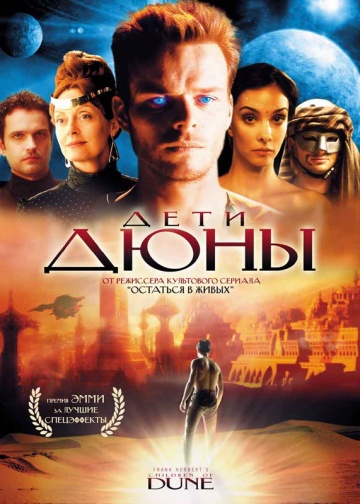 ДЕТИ
ДЮНЫ
ОТ РЕЖИССЕРА КУЛЬТОВОГО СЕРИАЛА
"ОСТАТЬСЯ В ЖИВЫХ"
ПРЕМИЯ ЭММИ
ЗА ЛУЧШИЕ
СПЕЦЭФФЕКТЫ
FRANK HERBERT'S
CHILDREN OF
DUNE